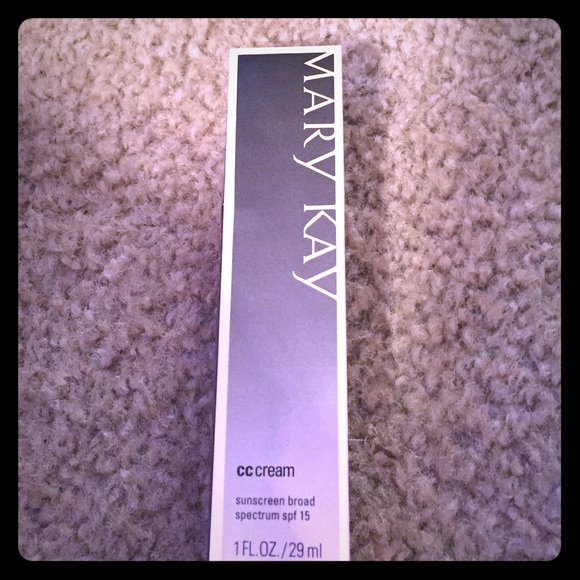 MARY KAY
cc cream
sunscreen broad
spectrum spf 15
1 FL.OZ./29 ml